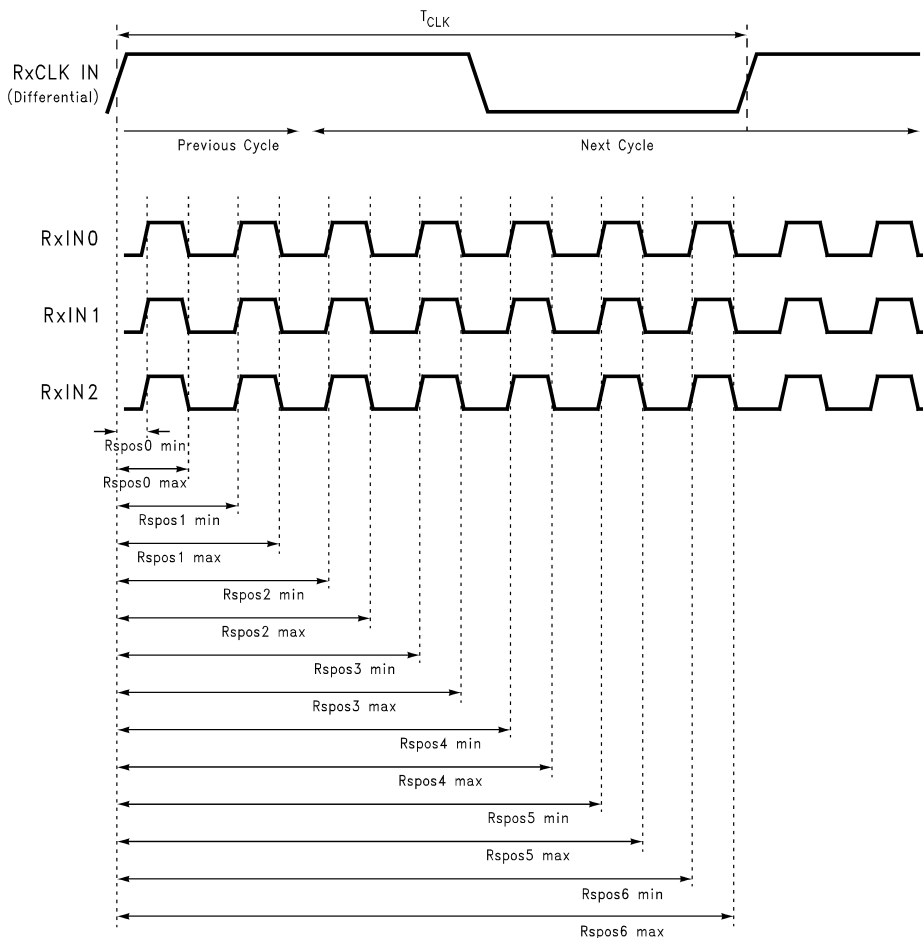 T_CLK
RxCLK IN
(Differential)
Previous Cycle
Next Cycle
RxIN0
RxIN1
RxIN2
Rspos0 min
Rspos0 max
Rspos1 min
Rspos1 max
Rspos2 min
Rspos2 max
Rspos3 min
Rspos3 max
Rspos4 min
Rspos4 max
Rspos5 min
Rspos5 max
Rspos6 min
Rspos6 max